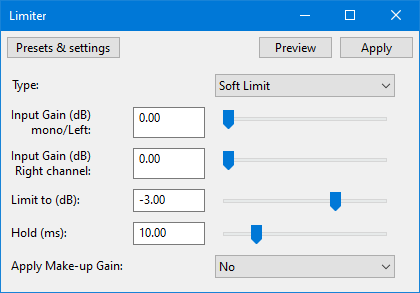 Limiter
Presets & settings
Preview
Apply
Type:
Soft Limit
Input Gain (dB)
mono/Left:
0.00
Input Gain (dB)
Right channel:
0.00
Limit to (dB):
-3.00
Hold (ms):
10.00
Apply Make-up Gain:
No